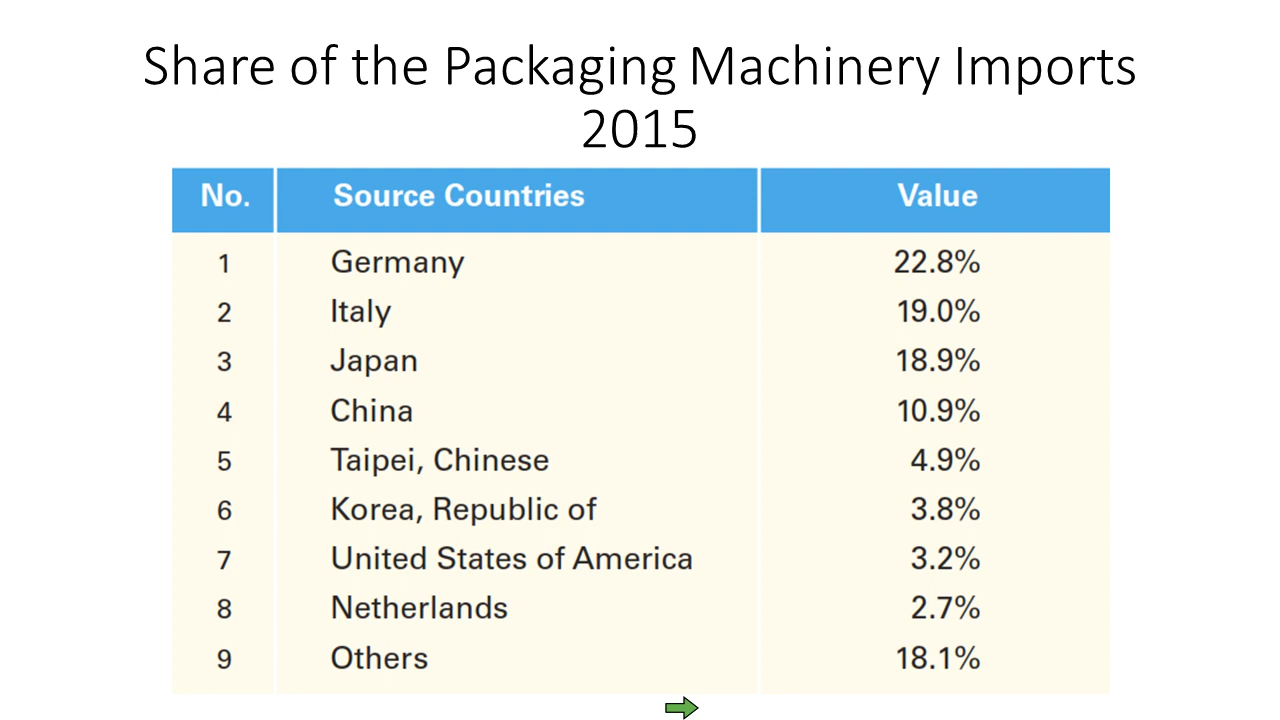 Share of the Packaging Machinery Imports
2015
No. Source Countries Value
1 Germany 22.8%
2 Italy 19.0%
3 Japan 18.9%
4 China 10.9%
5 Taipei, Chinese 4.9%
6 Korea, Republic of 3.8%
7 United States of America 3.2%
8 Netherlands 2.7%
9 Others 18.1%